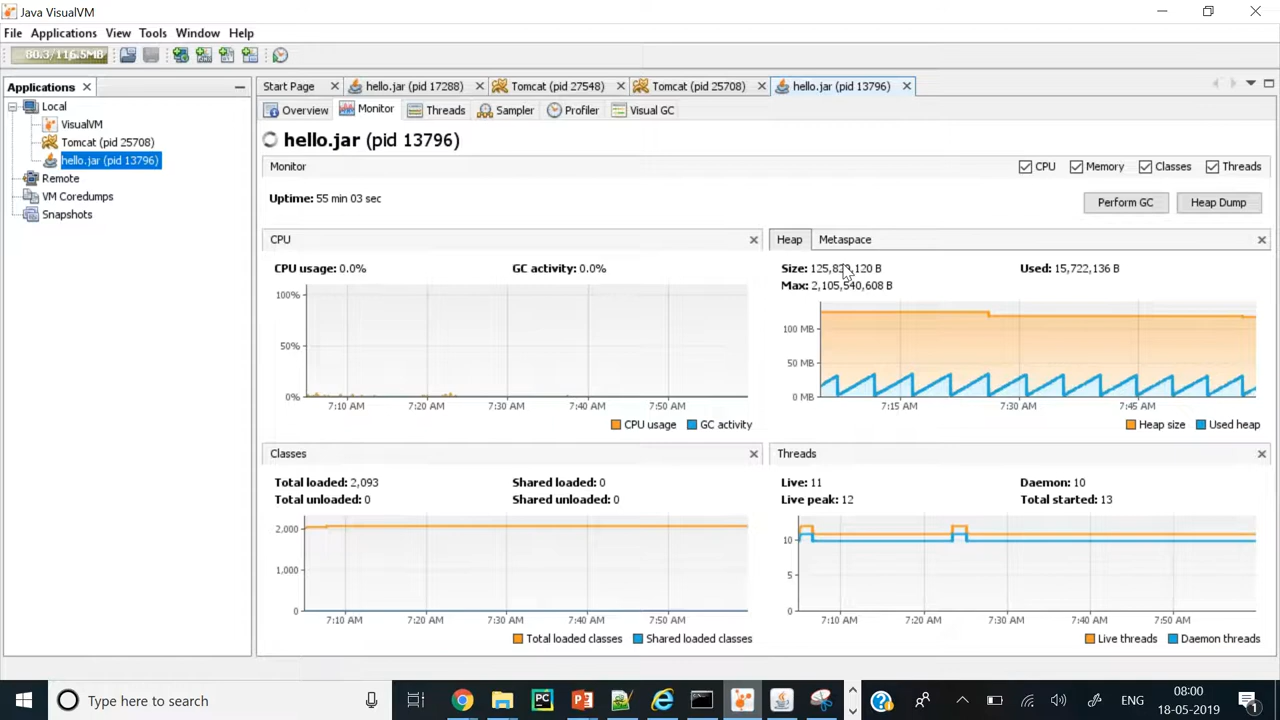 Java VisualVM
File Applications View Tools Window Help
80.3/116.5MB
Applications
Start Page hello.jar (pid 17288) Tomcat (pid 27548) Tomcat (pid 25708) hello.jar (pid 13796)
Local
VisualVM
Tomcat (pid 25708)
hello.jar (pid 13796)
Remote
VM Coredumps
Snapshots
Overview Monitor Threads Sampler Profiler Visual GC
hello.jar (pid 13796)
Monitor CPU Memory Classes Threads
Uptime: 55 min 03 sec Perform GC Heap Dump
CPU
CPU usage: 0.0% GC activity: 0.0%
100%
50%
0%
7:10 AM 7:20 AM 7:30 AM 7:40 AM 7:50 AM
CPU usage GC activity
Heap Metaspace
Size: B Used: 15,722,136 B
Max: 2,105,540,608 B
100 MB
50 MB
0 MB
7:15 AM 7:30 AM 7:45 AM
Heap size Used heap
Classes
Total loaded: 2,093 Shared loaded: 0
Total unloaded: 0 Shared unloaded: 0
2,000
1,000
0
7:10 AM 7:20 AM 7:30 AM 7:40 AM 7:50 AM
Total loaded classes Shared loaded classes
Threads
Live: 11 Daemon: 10
Live peak: 12 Total started: 13
10
5
0
7:10 AM 7:20 AM 7:30 AM 7:40 AM 7:50 AM
Live threads Daemon threads
Type here to search
ENG
08:00
18-05-2019
1